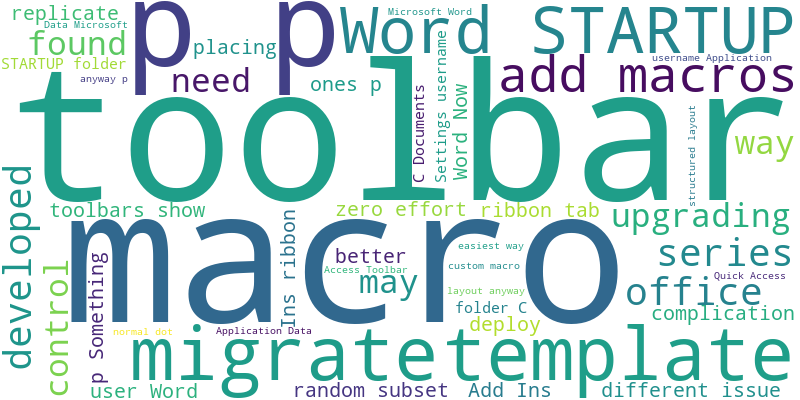 replicate
Data Microsoft
found
STARTUP folder
anyway p
p p
placing
need
ones p
Microsoft Word
Word STARTUP
username Application
add macros
toolbar
C Documents
Settings username
Word Now
structured layout
way
developed
toolbars show
zero effort
ribbon tab
upgrading
macro
Ins ribbon
better
Access Toolbar
may
easiest way
custom macro
layout anyway
folder C
deploy
series
Quick Access
office
complication
control
p Something
normal dot
Application Data
migrate
template
user Word
random subset
Add Ins
different issue